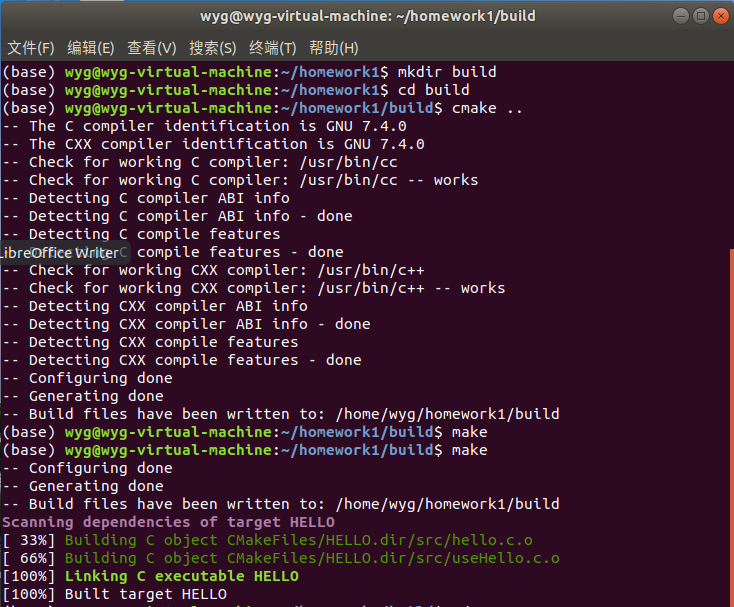 wyg@wyg-virtual-machine: ~/homework1/build
文件(F) 编辑(E) 查看(V) 搜索(S) 终端(T) 帮助(H)
(base) wyg@wyg-virtual-machine:~/homework1$ mkdir build
(base) wyg@wyg-virtual-machine:~/homework1$ cd build
(base) wyg@wyg-virtual-machine:~/homework1/build$ cmake ..
-- The C compiler identification is GNU 7.4.0
-- The CXX compiler identification is GNU 7.4.0
-- Check for working C compiler: /usr/bin/cc
-- Check for working C compiler: /usr/bin/cc -- works
-- Detecting C compiler ABI info
-- Detecting C compiler ABI info - done
-- Detecting C compile features
LibreOffice Writer C compile features - done
-- Check for working CXX compiler: /usr/bin/c++
-- Check for working CXX compiler: /usr/bin/c++ -- works
-- Detecting CXX compiler ABI info
-- Detecting CXX compiler ABI info - done
-- Detecting CXX compile features
-- Detecting CXX compile features - done
-- Configuring done
-- Generating done
-- Build files have been written to: /home/wyg/homework1/build
(base) wyg@wyg-virtual-machine:~/homework1/build$ make
(base) wyg@wyg-virtual-machine:~/homework1/build$ make
-- Configuring done
-- Generating done
-- Build files have been written to: /home/wyg/homework1/build
Scanning dependencies of target HELLO
[ 33%] Building C object CMakeFiles/HELLO.dir/src/hello.c.o
[ 66%] Building C object CMakeFiles/HELLO.dir/src/useHello.c.o
[100%] Linking C executable HELLO
[100%] Built target HELLO